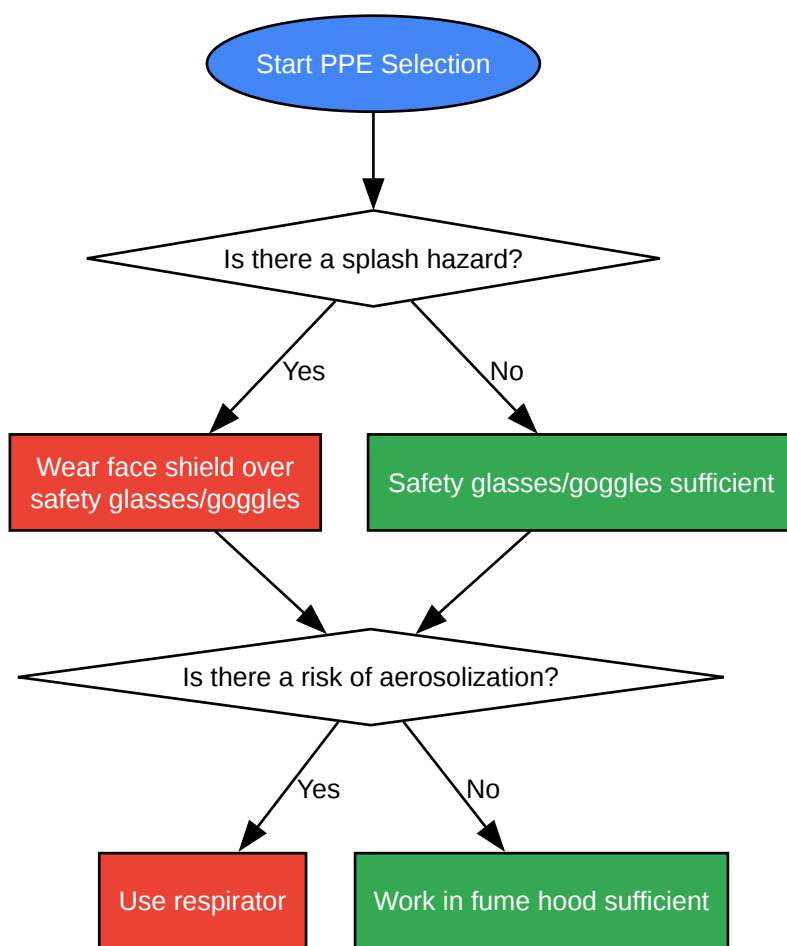 Start PPE Selection
Is there a splash hazard?
Yes
No
Wear face shield over
safety glasses/goggles
Safety glasses/goggles sufficient
Is there a risk of aerosolization?
Yes
No
Use respirator
Work in fume hood sufficient